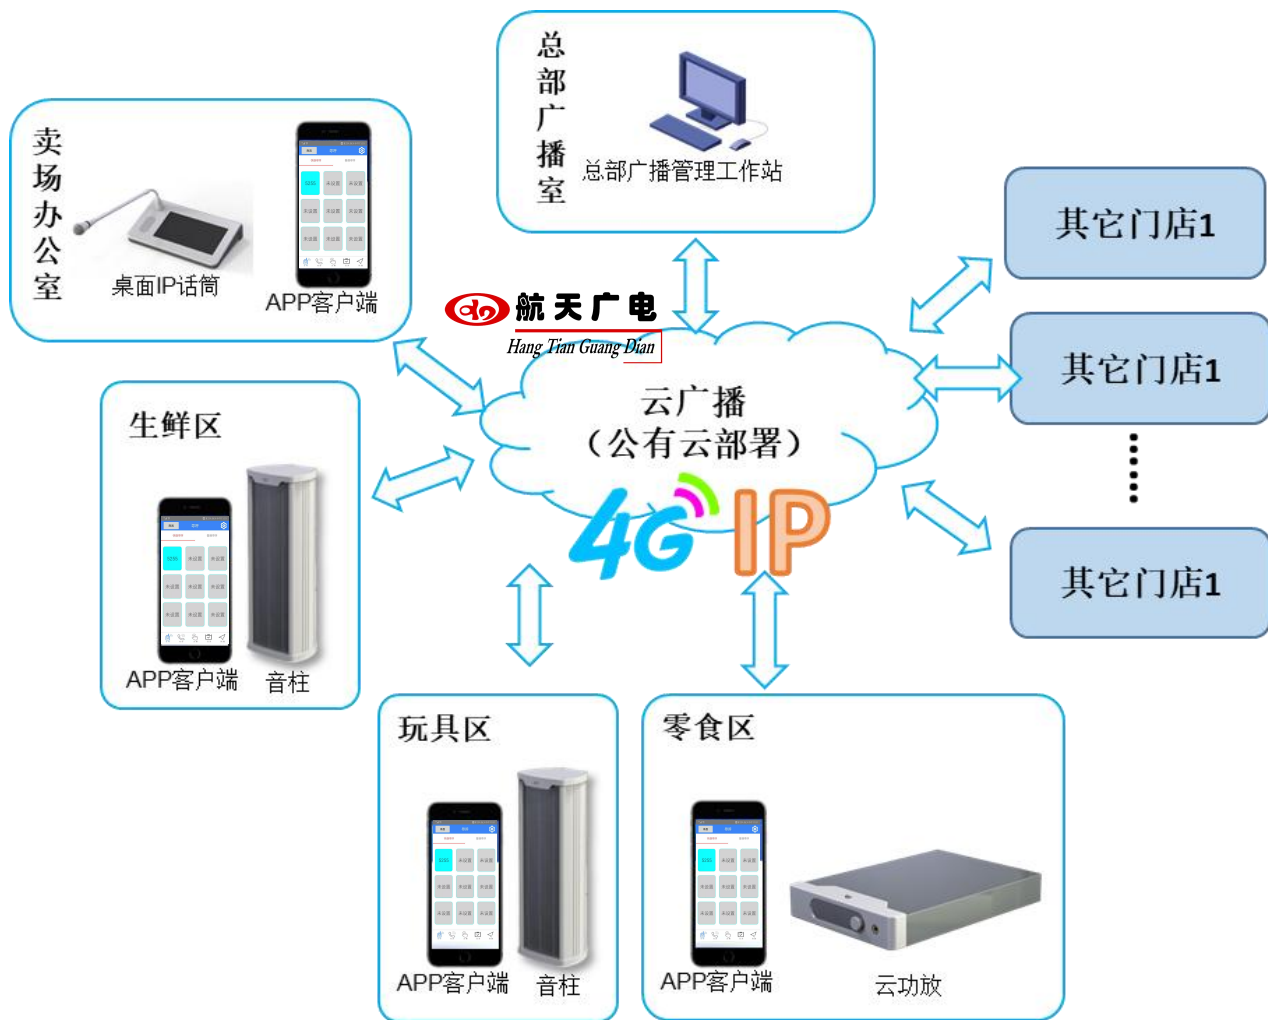 总部广播室
总部广播管理工作站
卖场办公室
桌面IP话筒
APP客户端
航天广电
Hang Tian Guang Dian
云广播
（公有云部署）
4G IP
其它门店1
其它门店1
其它门店1
生鲜区
APP客户端
音柱
玩具区
APP客户端
音柱
零食区
APP客户端
云功放